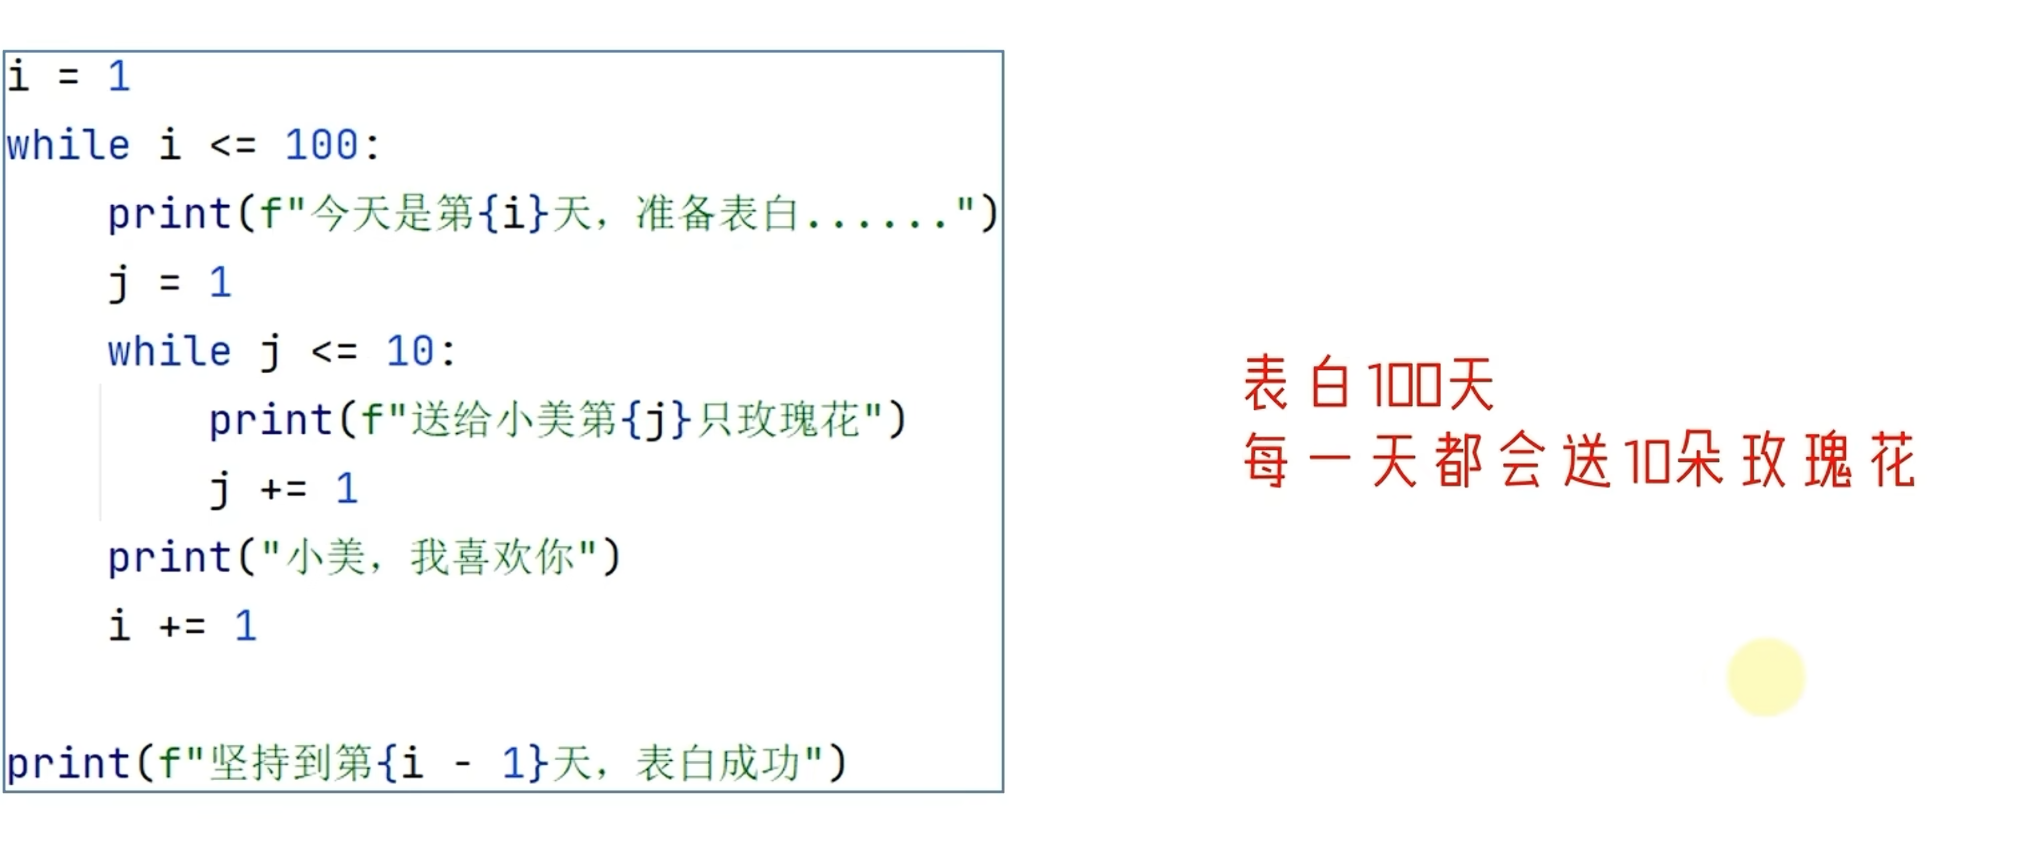 i = 1
while i <= 100:
    print(f"今天是第{i}天，准备表白......")
    j = 1
    while j <= 10:
        print(f"送给小美第{j}只玫瑰花")
        j += 1
    print("小美，我喜欢你")
    i += 1
print(f"坚持到第{i - 1}天，表白成功")
表白100天
每一天都会送10朵玫瑰花